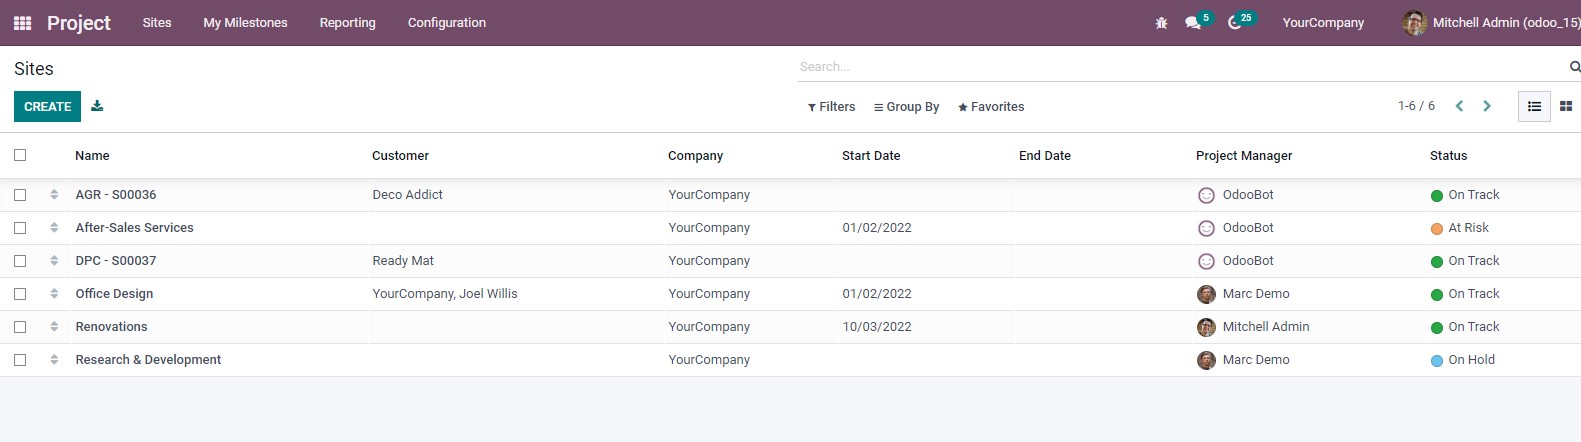 Project Sites My Milestones Reporting Configuration 5 25 YourCompany Mitchell Admin (odoo_15)
Sites Search...
CREATE Filters Group By Favorites 1-6 / 6
Name Customer Company Start Date End Date Project Manager Status
AGR - S00036 Deco Addict YourCompany OdooBot On Track
After-Sales Services YourCompany 01/02/2022 OdooBot At Risk
DPC - S00037 Ready Mat YourCompany OdooBot On Track
Office Design YourCompany, Joel Willis YourCompany 01/02/2022 Marc Demo On Track
Renovations YourCompany 10/03/2022 Mitchell Admin On Track
Research & Development YourCompany Marc Demo On Hold